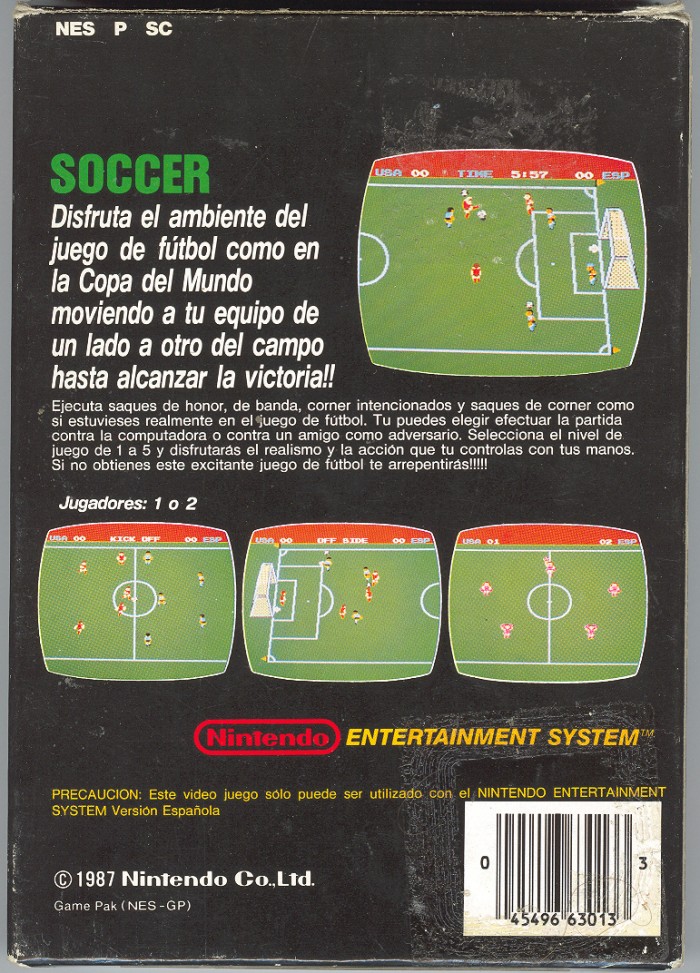 NES P SC
SOCCER
Disfruta el ambiente del
juego de fútbol como en
la Copa del Mundo
moviendo a tu equipo de
un lado a otro del campo
hasta alcanzar la victoria!!
USA 00 TIME 5:57 00 ESP
Ejecuta saques de honor, de banda, corner intencionados y saques de corner como
si estuvieses realmente en el juego de fútbol. Tu puedes elegir efectuar la partida
contra la computadora o contra un amigo como adversario. Selecciona el nivel de
juego de 1 a 5 y disfrutarás el realismo y la acción que tu controlas con tus manos.
Si no obtienes este excitante juego de fútbol te arrepentirás!!!!!
Jugadores: 1 o 2
USA 00 KICK OFF 00 ESP
USA 00 OFF SIDE 00 ESP
USA 01 02 ESP
Nintendo ENTERTAINMENT SYSTEM™
PRECAUCION: Este video juego sólo puede ser utilizado con el NINTENDO ENTERTAINMENT
SYSTEM Versión Española
© 1987 Nintendo Co.,Ltd.
Game Pak (NES-GP)
0 45496 63013 3